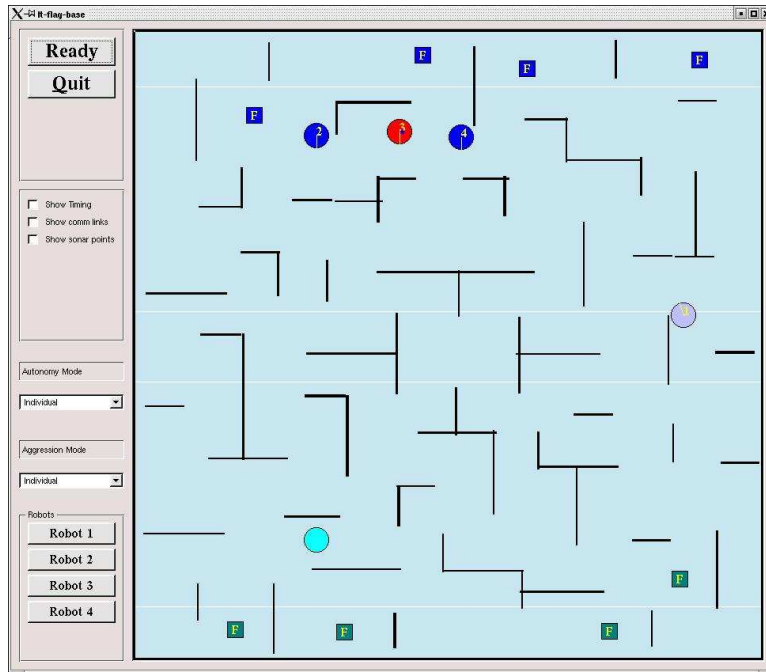 lt-flag-base
Ready
Quit
Show Timing
Show comm links
Show sonar points
Autonomy Mode
Individual
Aggression Mode
Individual
Robots
Robot 1
Robot 2
Robot 3
Robot 4
F
F
F
F
2
3
4
F
F
F
F